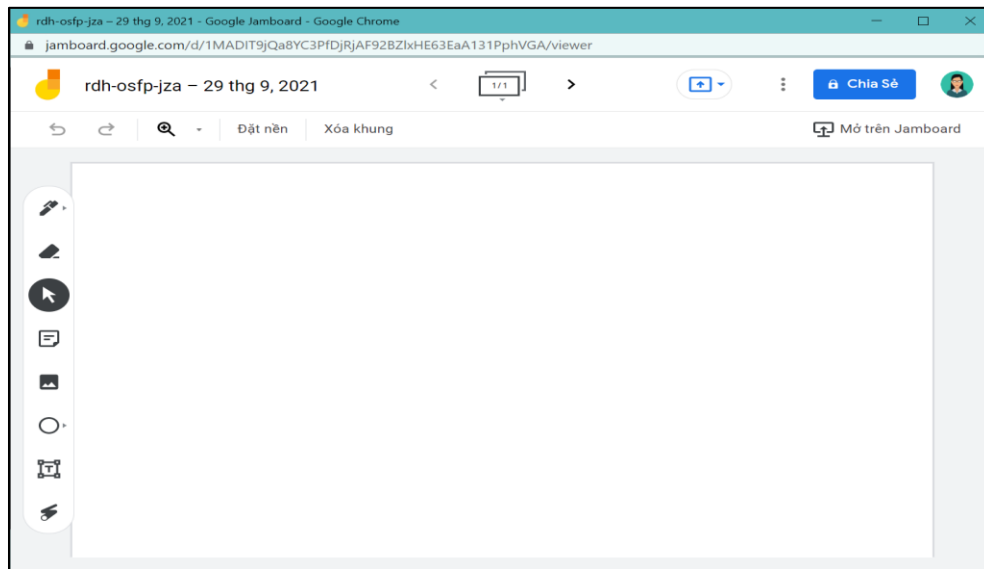 rdh-osfp-jza – 29 thg 9, 2021 - Google Jamboard - Google Chrome
jamboard.google.com/d/1MADIT9jQa8YC3PfDjRjAF92BZlxHE63EaA131PphVGA/viewer
rdh-osfp-jza – 29 thg 9, 2021
1/1
Chia Sẻ
Đặt nền Xóa khung
Mở trên Jamboard
T